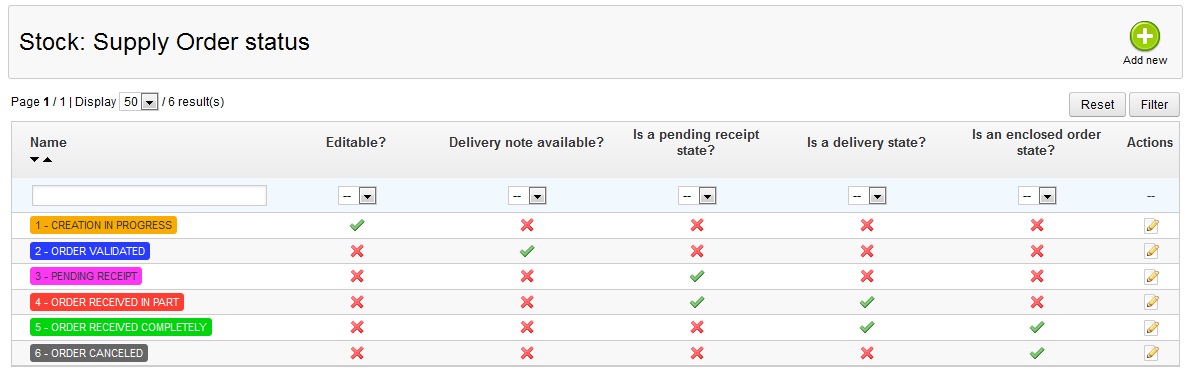 Stock: Supply Order status
Add new
Page 1 / 1 | Display 50 / 6 result(s)
Reset Filter
Name Editable? Delivery note available? Is a pending receipt state? Is a delivery state? Is an enclosed order state? Actions
-- -- -- -- -- --
1 - CREATION IN PROGRESS
2 - ORDER VALIDATED
3 - PENDING RECEIPT
4 - ORDER RECEIVED IN PART
5 - ORDER RECEIVED COMPLETELY
6 - ORDER CANCELED